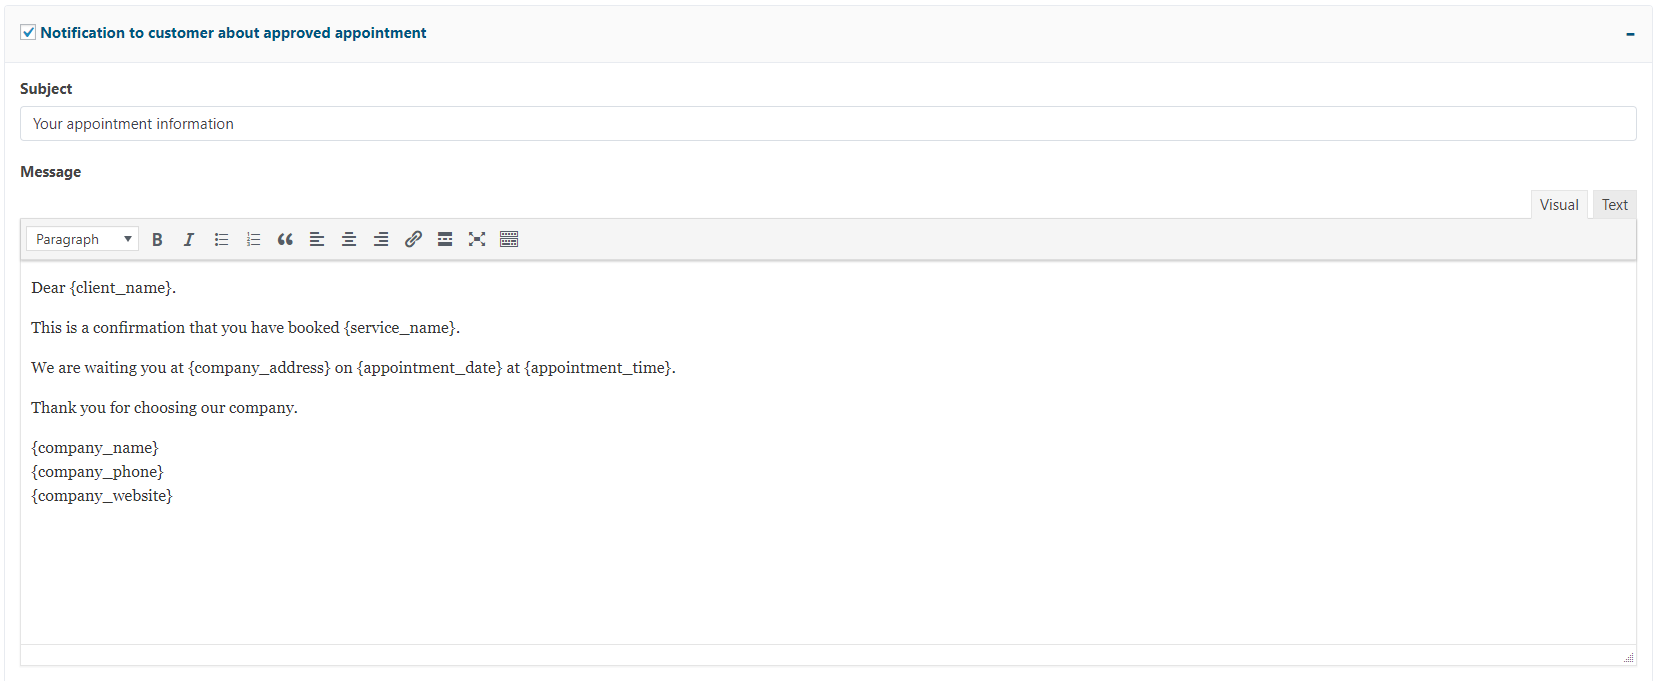 Notification to customer about approved appointment
Subject
Your appointment information
Message
Visual Text
Paragraph B I
Dear {client_name}.
This is a confirmation that you have booked {service_name}.
We are waiting you at {company_address} on {appointment_date} at {appointment_time}.
Thank you for choosing our company.
{company_name}
{company_phone}
{company_website}